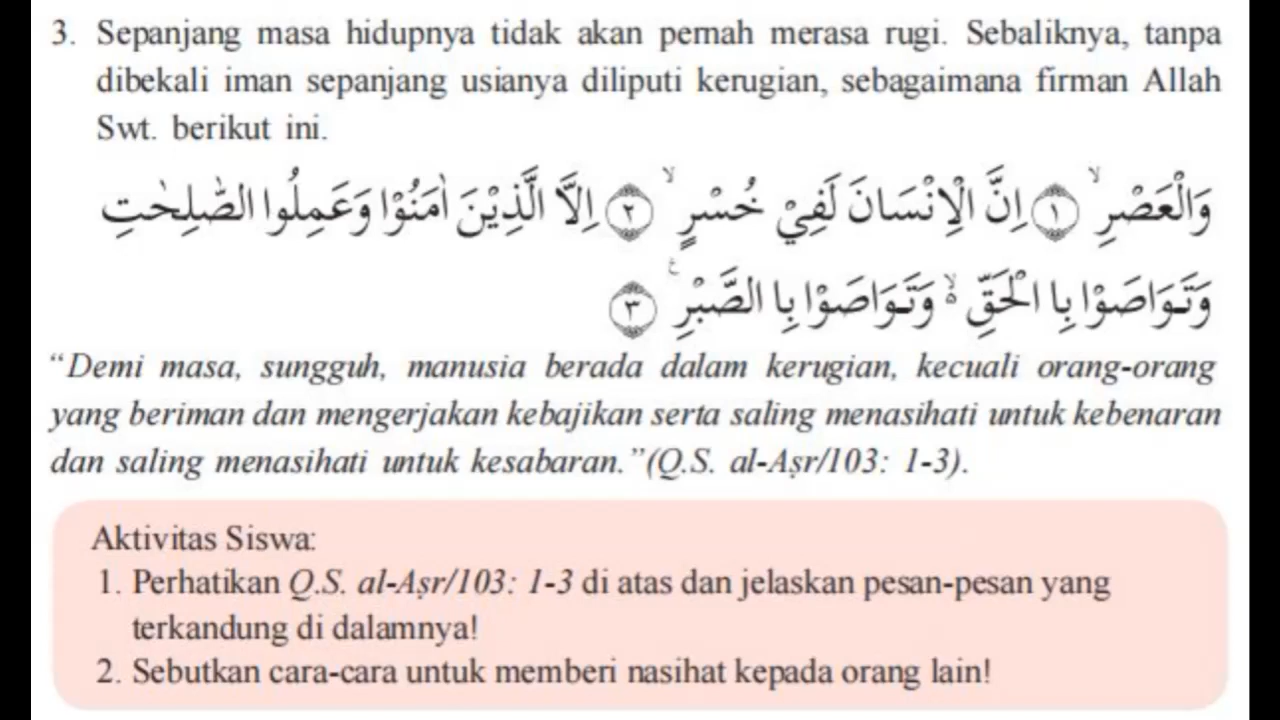 3. Sepanjang masa hidupnya tidak akan pernah merasa rugi. Sebaliknya, tanpa
dibekali iman sepanjang usianya diliputi kerugian, sebagaimana firman Allah
Swt. berikut ini.
وَالْعَصْرِۙ ١ اِنَّ الْاِنْسَانَ لَفِيْ خُسْرٍۙ ٢ اِلَّا الَّذِيْنَ اٰمَنُوْا وَعَمِلُوا الصّٰلِحٰتِ
وَتَوَاصَوْا بِا الْحَقِّ ۙە وَتَوَاصَوْا بِا الصَّبْرِ ࣖ ٣
“Demi masa, sungguh, manusia berada dalam kerugian, kecuali orang-orang
yang beriman dan mengerjakan kebajikan serta saling menasihati untuk kebenaran
dan saling menasihati untuk kesabaran.”(Q.S. al-Aṣr/103: 1-3).
Aktivitas Siswa:
1. Perhatikan Q.S. al-Aṣr/103: 1-3 di atas dan jelaskan pesan-pesan yang
terkandung di dalamnya!
2. Sebutkan cara-cara untuk memberi nasihat kepada orang lain!